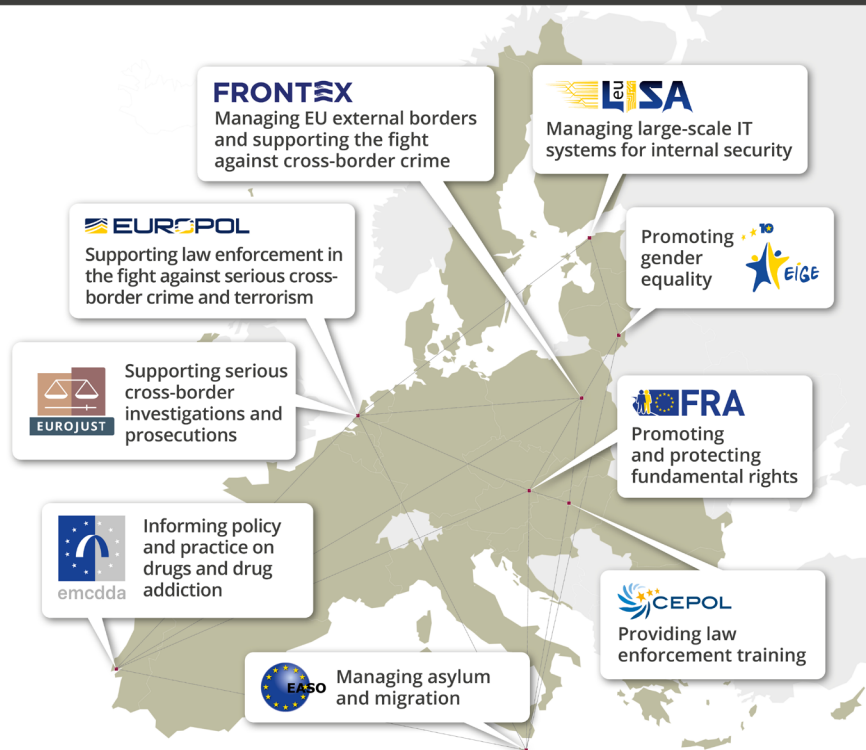 FRONTEX
Managing EU external borders
and supporting the fight
against cross-border crime
eu LISA
Managing large-scale IT
systems for internal security
EUROPOL
Supporting law enforcement in
the fight against serious cross-
border crime and terrorism
Promoting
gender
equality
10
EIGE
EUROJUST
Supporting serious
cross-border
investigations and
prosecutions
FRA
Promoting
and protecting
fundamental rights
emcdda
Informing policy
and practice on
drugs and drug
addiction
CEPOL
Providing law
enforcement training
EASO
Managing asylum
and migration